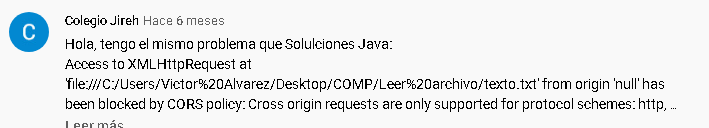 C
Colegio Jireh Hace 6 meses
Hola, tengo el mismo problema que Solulciones Java:
Access to XMLHttpRequest at
'file:///C:/Users/Victor%20Alvarez/Desktop/COMP/Leer%20archivo/texto.txt' from origin 'null' has
been blocked by CORS policy: Cross origin requests are only supported for protocol schemes: http, ...
Leer más